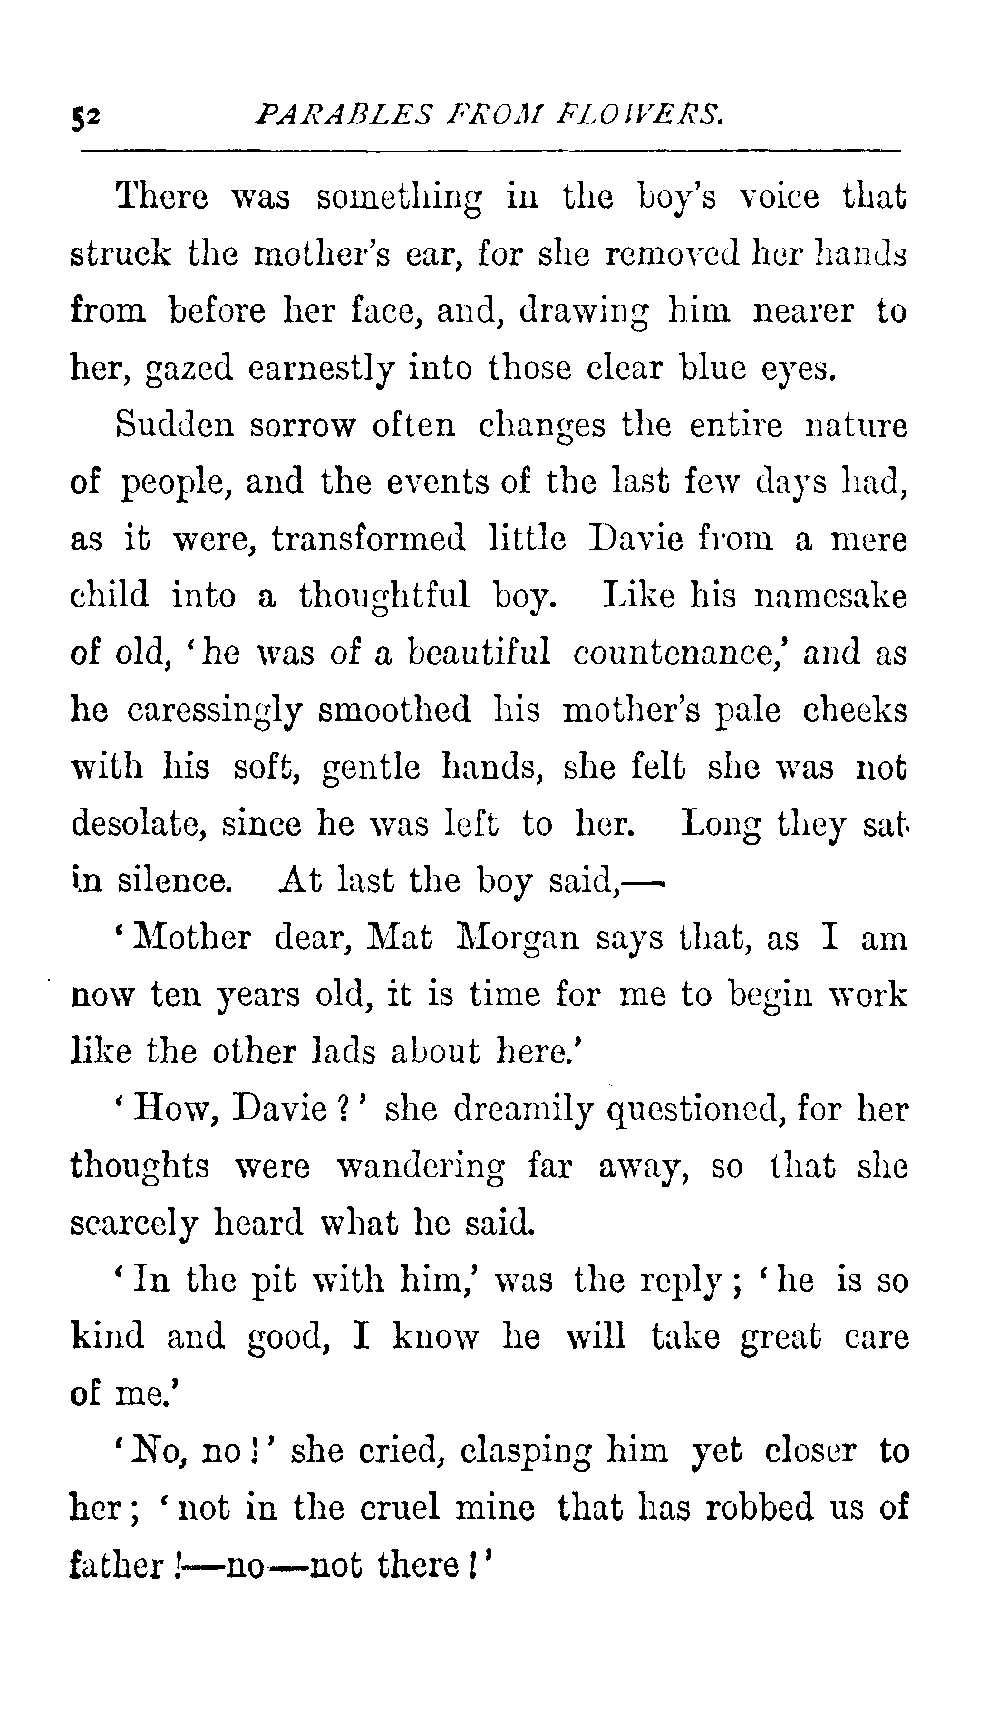 52 PARABLES FROM FLOWERS.
There was something in the boy's voice that
struck the mother's ear, for she removed her hands
from before her face, and, drawing him nearer to
her, gazed earnestly into those clear blue eyes.
Sudden sorrow often changes the entire nature
of people, and the events of the last few days had,
as it were, transformed little Davie from a mere
child into a thoughtful boy. Like his namesake
of old, 'he was of a beautiful countenance,' and as
he caressingly smoothed his mother's pale cheeks
with his soft, gentle hands, she felt she was not
desolate, since he was left to her. Long they sat
in silence. At last the boy said,—
'Mother dear, Mat Morgan says that, as I am
now ten years old, it is time for me to begin work
like the other lads about here.'
'How, Davie?' she dreamily questioned, for her
thoughts were wandering far away, so that she
scarcely heard what he said.
'In the pit with him,' was the reply; 'he is so
kind and good, I know he will take great care
of me.'
'No, no!' she cried, clasping him yet closer to
her; 'not in the cruel mine that has robbed us of
father!—no—not there!'